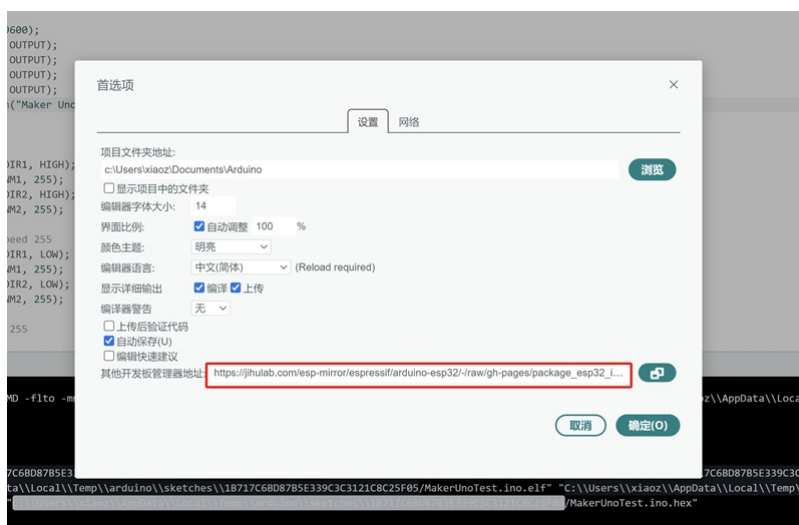 9600);
OUTPUT);
OUTPUT);
OUTPUT);
OUTPUT);
("Maker Uno
首选项
设置 网络
DIR1, HIGH);
255);
DIR2, HIGH);
255);
255
DIR1, LOW);
255);
DIR2, LOW);
255);
255
项目文件夹地址:
c:\Users\xiaoz\Documents\Arduino
浏览
显示项目中的文件夹
编辑器字体大小: 14
界面比例: 自动调整 100 %
颜色主题: 明亮
编辑器语言: 中文(简体) (Reload required)
显示详细输出 编译 上传
编译器警告 无
上传后验证代码
自动保存(U)
编辑快速建议
其他开发板管理器地址: https://jihulab.com/esp-mirror/espressif/arduino-esp32/-/raw/gh-pages/package_esp32_i...
取消 确定(O)
MD -flto z\\AppData\\Loca
7C6BD87B5E3 7C6BD87B5E339C3C
ta\\Local\\Temp\\arduino\\sketches\\1B717C6BD87B5E339C3C3121C8C25F05/MakerUnoTest.ino.elf" "C:\\Users\\xiaoz\\AppData\\Local\\Temp\
/MakerUnoTest.ino.hex"